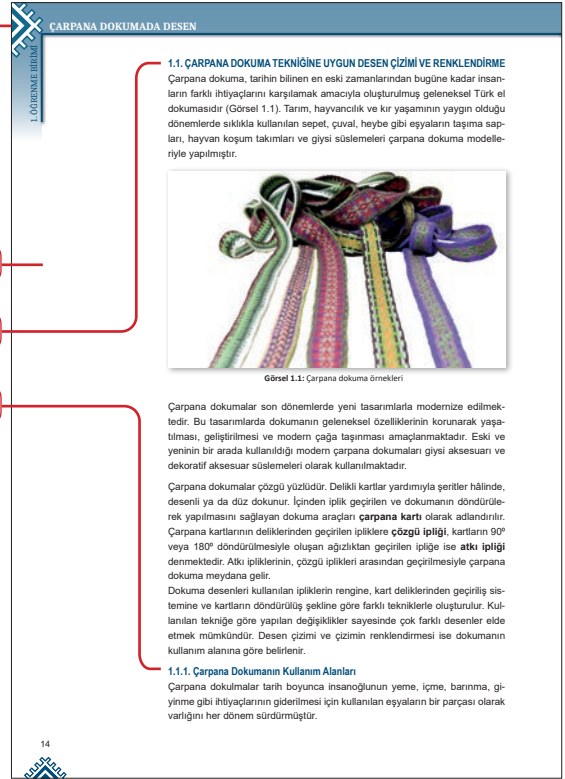 ÇARPANA DOKUMADA DESEN
1. ÖĞRENME BİRİMİ
1.1. ÇARPANA DOKUMA TEKNİĞİNE UYGUN DESEN ÇİZİMİ VE RENKLENDİRME
Çarpana dokuma, tarihin bilinen en eski zamanlarından bugüne kadar insan-
ların farklı ihtiyaçlarını karşılamak amacıyla oluşturulmuş geleneksel Türk el
dokumasıdır (Görsel 1.1). Tarım, hayvancılık ve kır yaşamının yaygın olduğu
dönemlerde sıklıkla kullanılan sepet, çuval, heybe gibi eşyaların taşıma sap-
ları, hayvan koşum takımları ve giysi süslemeleri çarpana dokuma modelle-
riyle yapılmıştır.
Görsel 1.1: Çarpana dokuma örnekleri
Çarpana dokumalar son dönemlerde yeni tasarımlarla modernize edilmek-
tedir. Bu tasarımlarda dokumanın geleneksel özelliklerinin korunarak yaşa-
tılması, geliştirilmesi ve modern çağa taşınması amaçlanmaktadır. Eski ve
yeninin bir arada kullanıldığı modern çarpana dokumaları giysi aksesuarı ve
dekoratif aksesuar süslemeleri olarak kullanılmaktadır.
Çarpana dokumalar çözgü yüzlüdür. Delikli kartlar yardımıyla şeritler hâlinde,
desenli ya da düz dokunur. İçinden iplik geçirilen ve dokumanın döndürüle-
rek yapılmasını sağlayan dokuma araçları çarpana kartı olarak adlandırılır.
Çarpana kartlarının deliklerinden geçirilen ipliklere çözgü ipliği, kartların 90º
veya 180º döndürülmesiyle oluşan ağızlıktan geçirilen ipliğe ise atkı ipliği
denmektedir. Atkı ipliklerinin, çözgü iplikleri arasından geçirilmesiyle çarpana
dokuma meydana gelir.
Dokuma desenleri kullanılan ipliklerin rengine, kart deliklerinden geçiriliş sis-
temine ve kartların döndürülüş şekline göre farklı tekniklerle oluşturulur. Kul-
lanılan tekniğe göre yapılan değişiklikler sayesinde çok farklı desenler elde
etmek mümkündür. Desen çizimi ve çizimin renklendirmesi ise dokumanın
kullanım alanına göre belirlenir.
1.1.1. Çarpana Dokumanın Kullanım Alanları
Çarpana dokulmalar tarih boyunca insanoğlunun yeme, içme, barınma, gi-
yinme gibi ihtiyaçlarının giderilmesi için kullanılan eşyaların bir parçası olarak
varlığını her dönem sürdürmüştür.
14